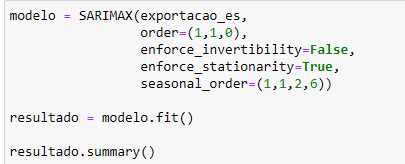 modelo = SARIMAX(exportacao_es,
order=(1,1,0),
enforce_invertibility=False,
enforce_stationarity=True,
seasonal_order=(1,1,2,6))
resultado = modelo.fit()
resultado.summary()